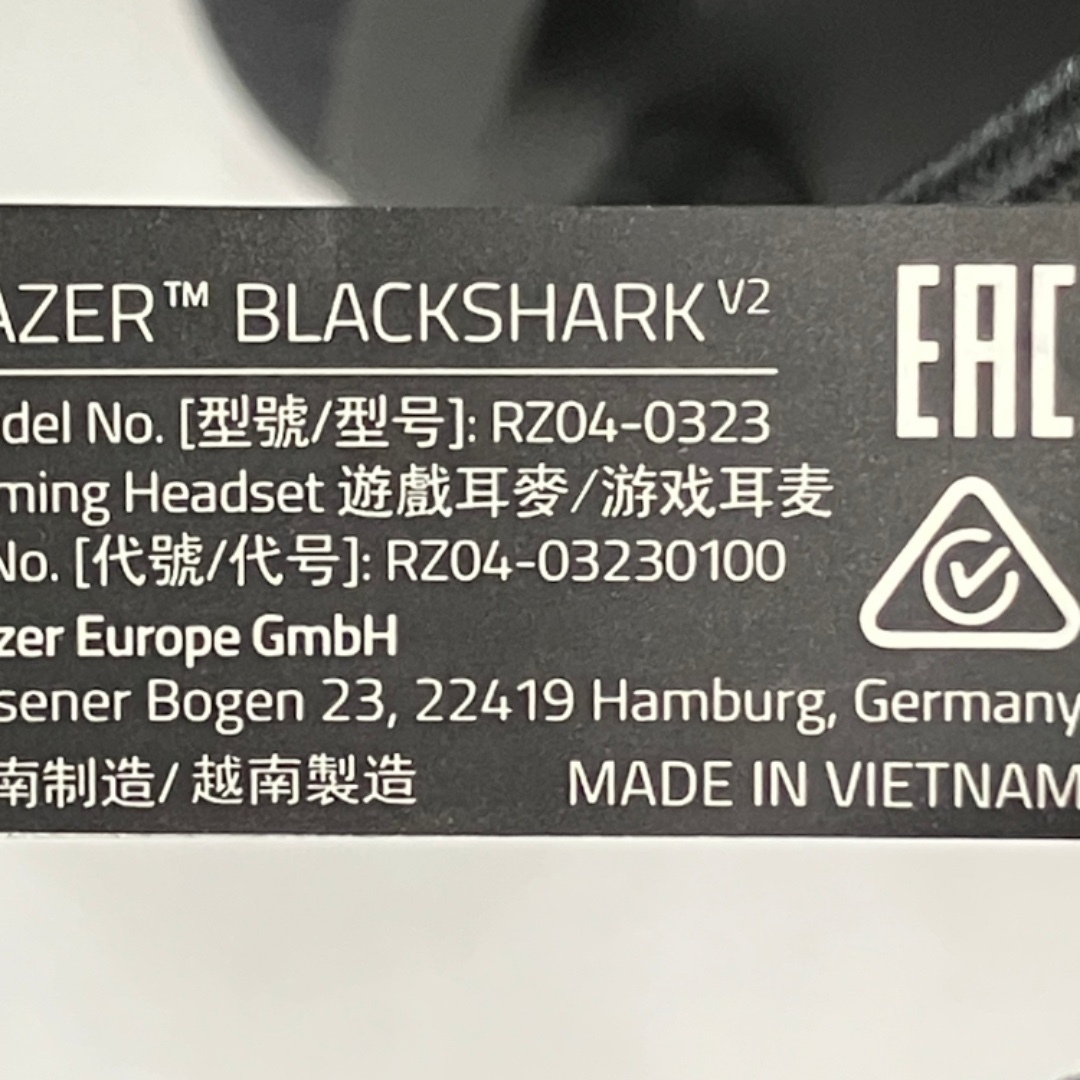 AZER™ BLACKSHARK V2
EAC
del No. [型號/型号]: RZ04-0323
ming Headset 遊戲耳麥/游戏耳麦
No. [代號/代号]: RZ04-03230100
zer Europe GmbH
sener Bogen 23, 22419 Hamburg, Germany
南制造/ 越南製造
MADE IN VIETNAM